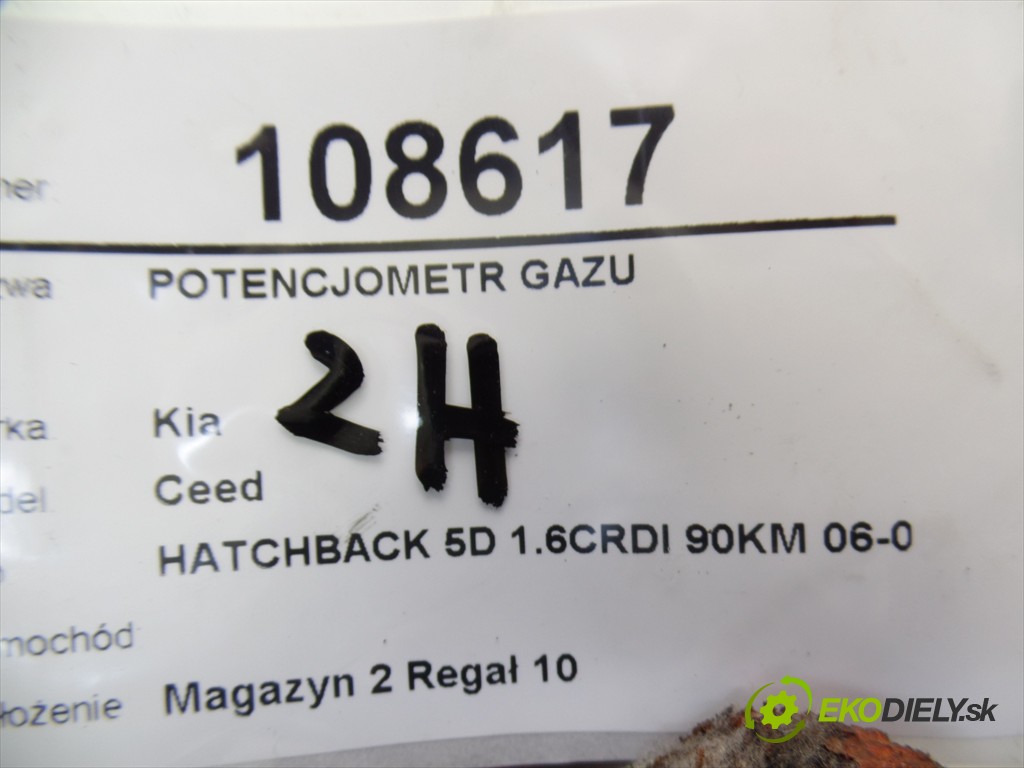 ner 108617
zwa POTENCJOMETR GAZU
2H
rka Kia
del Ceed
HATCHBACK 5D 1.6CRDI 90KM 06-0
mochód
łożenie Magazyn 2 Regał 10
EKODIELY.sk